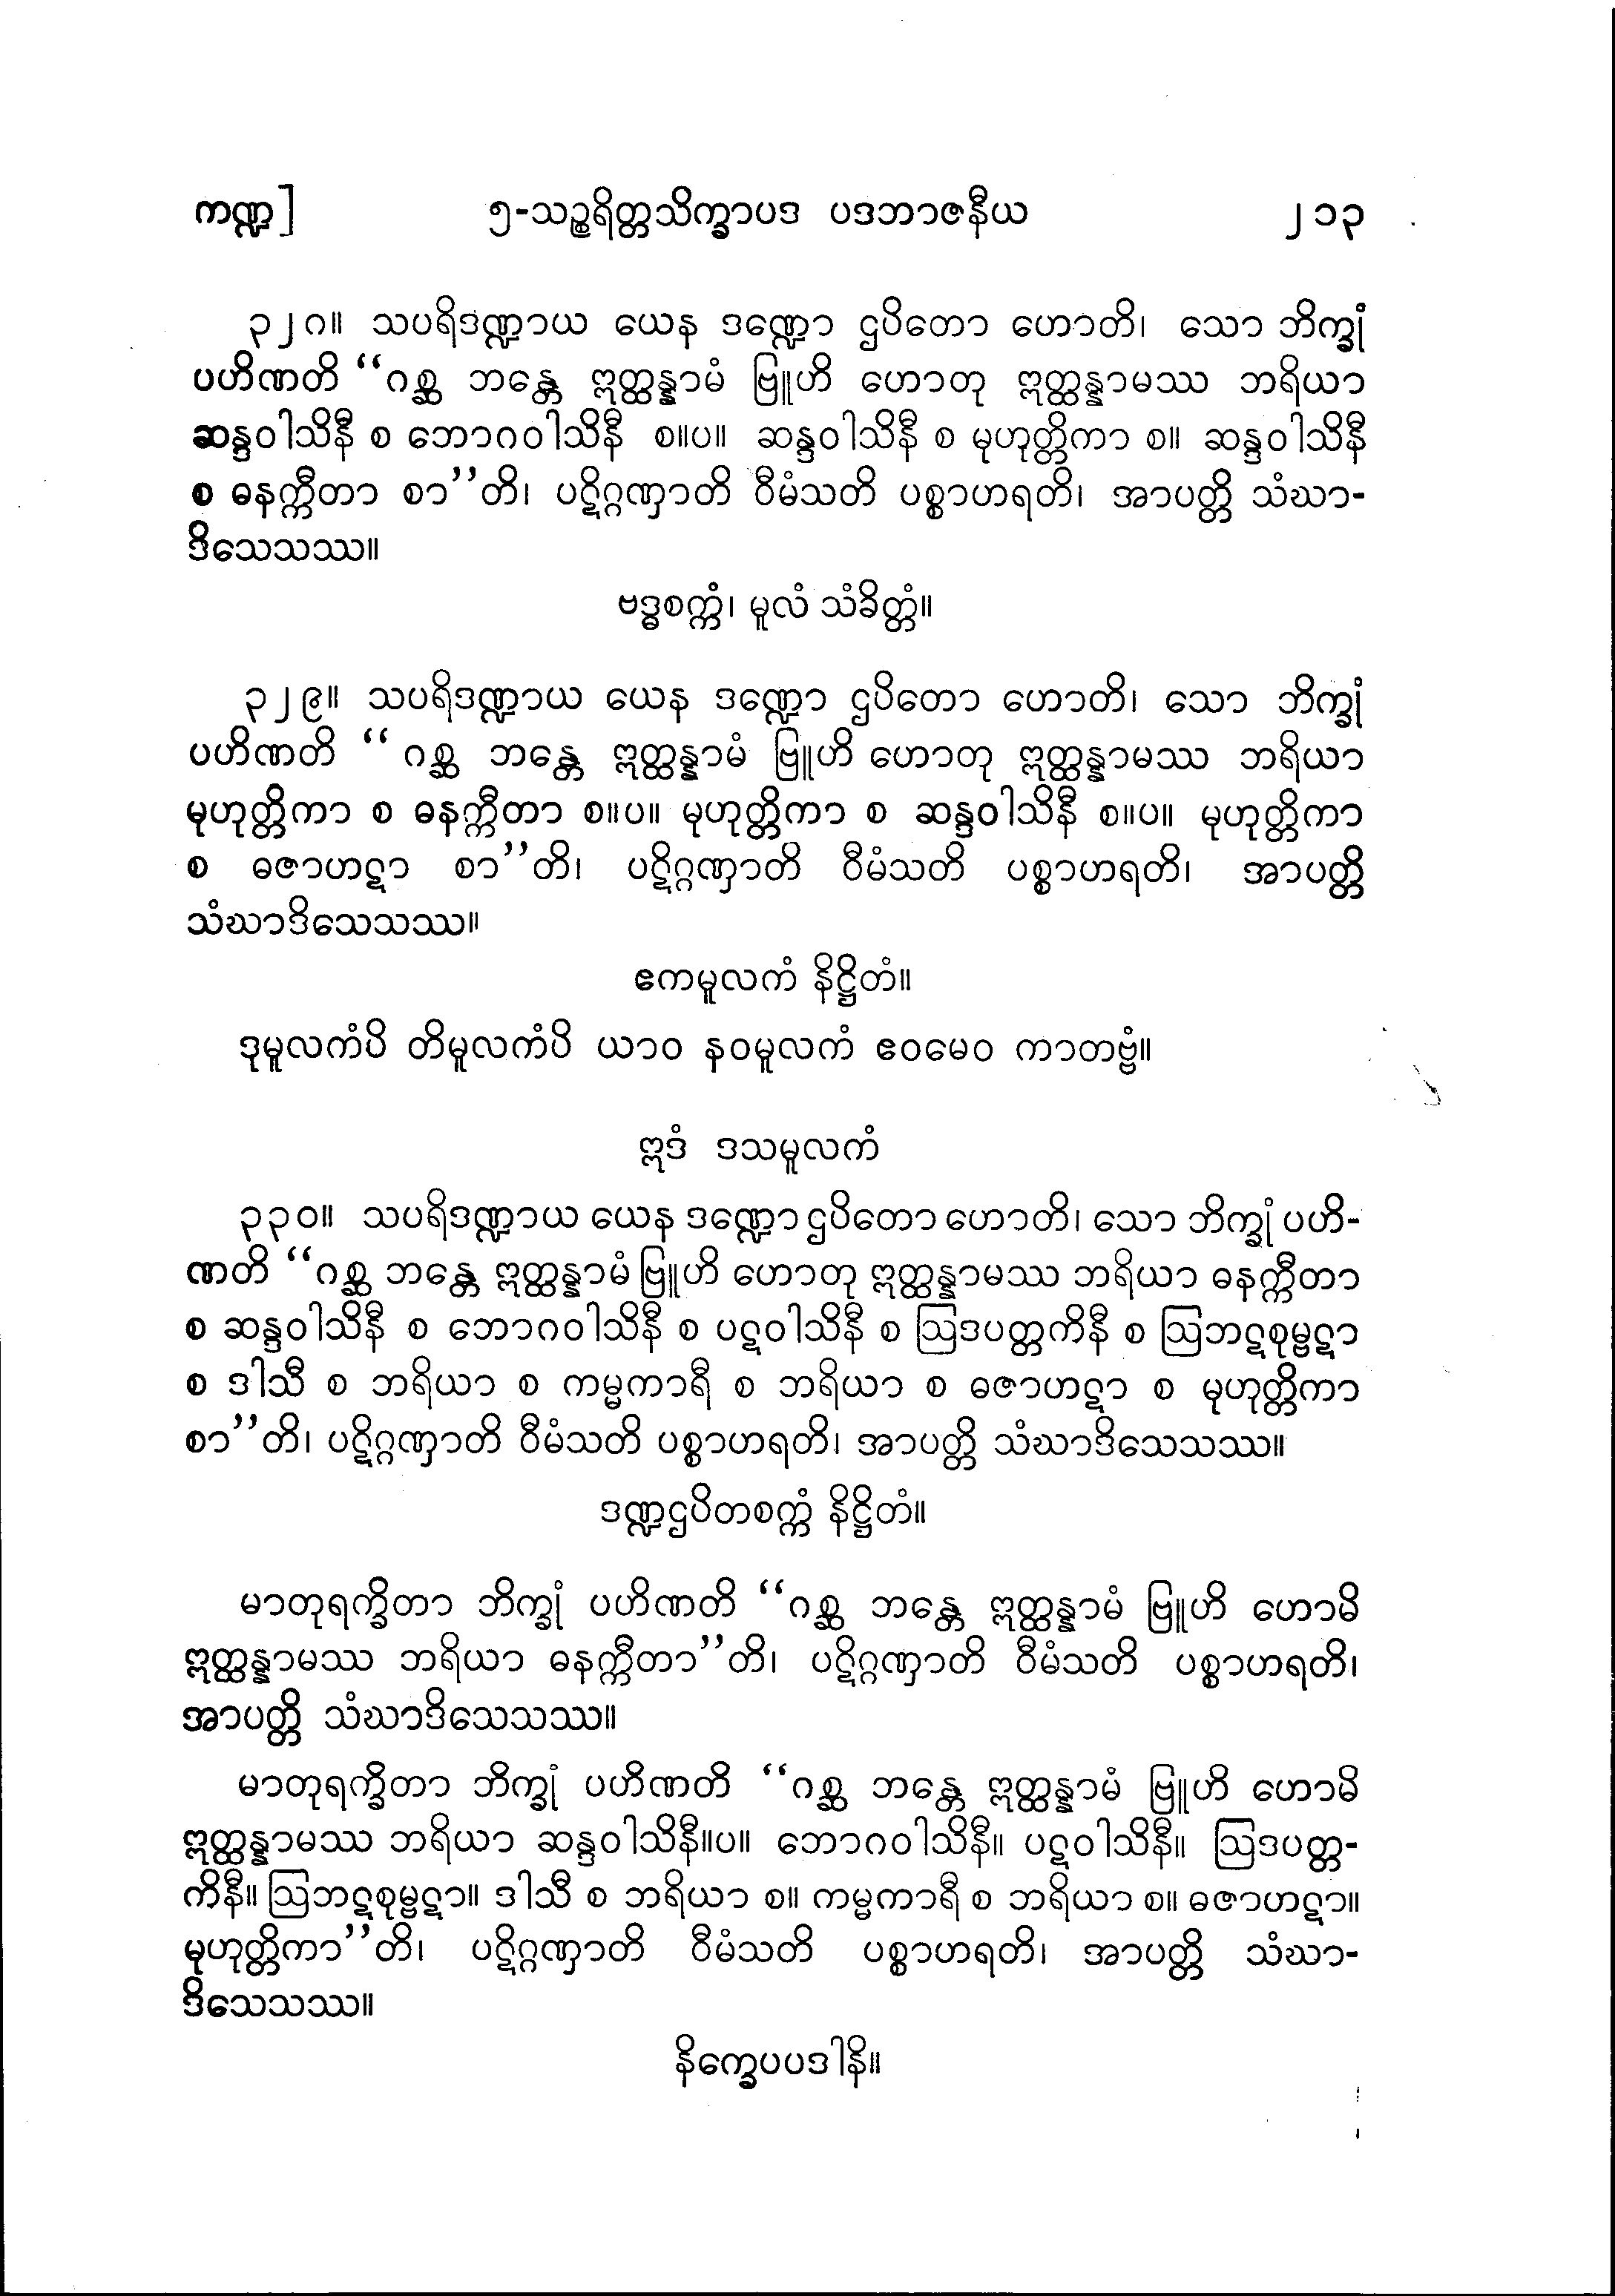 ကဏ္ဍ] ၅-သဉ္စရိတ္တသိက္ခာပဒ ပဒဘာဇနီယ ၂၁၃
၃၂၈။ သပရိဒဏ္ဍာယ ယေန ဒဏ္ဍော ဌပိတော ဟောတိ၊ သော ဘိက္ခုံ
ပဟိဏတိ “ဂစ္ဆ ဘန္တေ ဣတ္ထန္နာမံ ဗြူဟိ ဟောတု ဣတ္ထန္နာမဿ ဘရိယာ
ဆန္ဒဝါသိနီ စ ဘောဂဝါသိနီ စ။ပ။ ဆန္ဒဝါသိနီ စ မုဟုတ္တိကာ စ။ ဆန္ဒဝါသိနီ
စ ဓနက္ကီတာ စာ”တိ၊ ပဋိဂ္ဂဏှာတိ ဝီမံသတိ ပစ္စာဟရတိ၊ အာပတ္တိ သံဃာ-
ဒိသေသဿ။
ဗဒ္ဓစက္ကံ၊ မူလံ သံခိတ္တံ။
၃၂၉။ သပရိဒဏ္ဍာယ ယေန ဒဏ္ဍော ဌပိတော ဟောတိ၊ သော ဘိက္ခုံ
ပဟိဏတိ “ ဂစ္ဆ ဘန္တေ ဣတ္ထန္နာမံ ဗြူဟိ ဟောတု ဣတ္ထန္နာမဿ ဘရိယာ
မုဟုတ္တိကာ စ ဓနက္ကီတာ စ။ပ။ မုဟုတ္တိကာ စ ဆန္ဒဝါသိနီ စ။ပ။ မုဟုတ္တိကာ
စ ဓဇာဟဋာ စာ”တိ၊ ပဋိဂ္ဂဏှာတိ ဝီမံသတိ ပစ္စာဟရတိ၊ အာပတ္တိ
သံဃာဒိသေသဿ။
ဧကမူလကံ နိဋ္ဌိတံ။
ဒုမူလကံပိ တိမူလကံပိ ယာဝ နဝမူလကံ ဧဝမေဝ ကာတဗ္ဗံ။
ဣဒံ ဒသမူလကံ
၃၃၀။ သပရိဒဏ္ဍာယ ယေန ဒဏ္ဍော ဌပိတော ဟောတိ၊ သော ဘိက္ခုံ ပဟိ-
ဏတိ “ဂစ္ဆ ဘန္တေ ဣတ္ထန္နာမံ ဗြူဟိ ဟောတု ဣတ္ထန္နာမဿ ဘရိယာ ဓနက္ကီတာ
စ ဆန္ဒဝါသိနီ စ ဘောဂဝါသိနီ စ ပဋဝါသိနီ စ ဩဒပတ္တကိနီ စ ဩဘဋစုမ္ဗဋာ
စ ဒါသီ စ ဘရိယာ စ ကမ္မကာရီ စ ဘရိယာ စ ဓဇာဟဋာ စ မုဟုတ္တိကာ
စာ”တိ၊ ပဋိဂ္ဂဏှာတိ ဝီမံသတိ ပစ္စာဟရတိ၊ အာပတ္တိ သံဃာဒိသေသဿ။
ဒဏ္ဍဌပိတစက္ကံ နိဋ္ဌိတံ။
မာတုရက္ခိတာ ဘိက္ခုံ ပဟိဏတိ “ဂစ္ဆ ဘန္တေ ဣတ္ထန္နာမံ ဗြူဟိ ဟောမိ
ဣတ္ထန္နာမဿ ဘရိယာ ဓနက္ကီတာ”တိ၊ ပဋိဂ္ဂဏှာတိ ဝီမံသတိ ပစ္စာဟရတိ၊
အာပတ္တိ သံဃာဒိသေသဿ။
မာတုရက္ခိတာ ဘိက္ခုံ ပဟိဏတိ “ဂစ္ဆ ဘန္တေ ဣတ္ထန္နာမံ ဗြူဟိ ဟောမိ
ဣတ္ထန္နာမဿ ဘရိယာ ဆန္ဒဝါသိနီ။ပ။ ဘောဂဝါသိနီ။ ပဋဝါသိနီ။ ဩဒပတ္တ-
ကိနီ။ ဩဘဋစုမ္ဗဋာ။ ဒါသီ စ ဘရိယာ စ။ ကမ္မကာရီ စ ဘရိယာ စ။ ဓဇာဟဋာ။
မုဟုတ္တိကာ”တိ၊ ပဋိဂ္ဂဏှာတိ ဝီမံသတိ ပစ္စာဟရတိ၊ အာပတ္တိ သံဃာ-
ဒိသေသဿ။
နိက္ခေပပဒါနိ။